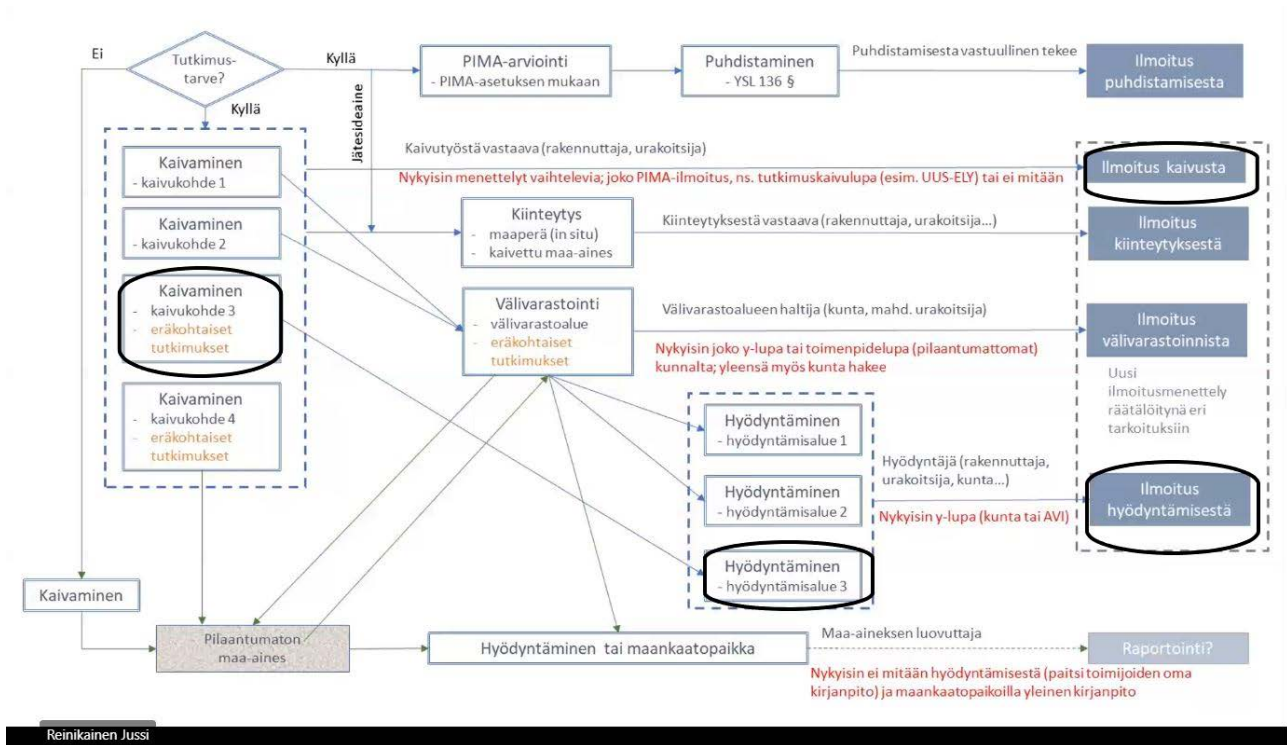 Ei
Tutkimus-
tarve?
Kyllä
Kyllä
Jätesideaine
PIMA-arviointi
- PIMA-asetuksen mukaan
Puhdistaminen
- YSL 136 §
Puhdistamisesta vastuullinen tekee
Ilmoitus
puhdistamisesta
Kaivaminen
- kaivukohde 1
Kaivutyöstä vastaava (rakennuttaja, urakoitsija)
Nykyisin menettelyt vaihtelevia; joko PIMA-ilmoitus, ns. tutkimuskaivulupa (esim. UUS-ELY) tai ei mitään
Ilmoitus kaivusta
Kaivaminen
- kaivukohde 2
Kiinteytys
- maaperä (in situ)
- kaivettu maa-aines
Kiinteytyksestä vastaava (rakennuttaja, urakoitsija...)
Ilmoitus
kiinteytyksestä
Kaivaminen
- kaivukohde 3
- eräkohtaiset
tutkimukset
Välivarastointi
- välivarastoalue
- eräkohtaiset
tutkimukset
Välivarastoalueen haltija (kunta, mahd. urakoitsija)
Nykyisin joko y-lupa tai toimenpidelupa (pilaantumattomat)
kunnalta; yleensä myös kunta hakee
Ilmoitus
välivarastoinnista
Uusi
ilmoitusmenettely
räätälöitynä eri
tarkoituksiin
Kaivaminen
- kaivukohde 4
- eräkohtaiset
tutkimukset
Hyödyntäminen
- hyödyntämisalue 1
Hyödyntäminen
- hyödyntämisalue 2
Hyödyntäminen
- hyödyntämisalue 3
Hyödyntäjä (rakennuttaja,
urakoitsija, kunta...)
Nykyisin y-lupa (kunta tai AVI)
Ilmoitus
hyödyntämisestä
Kaivaminen
Pilaantumaton
maa-aines
Hyödyntäminen tai maankaatopaikka
Maa-aineksen luovuttaja
Nykyisin ei mitään hyödyntämisestä (paitsi toimijoiden oma
kirjanpito) ja maankaatopaikoilla yleinen kirjanpito
Raportointi?
Reinikainen Jussi